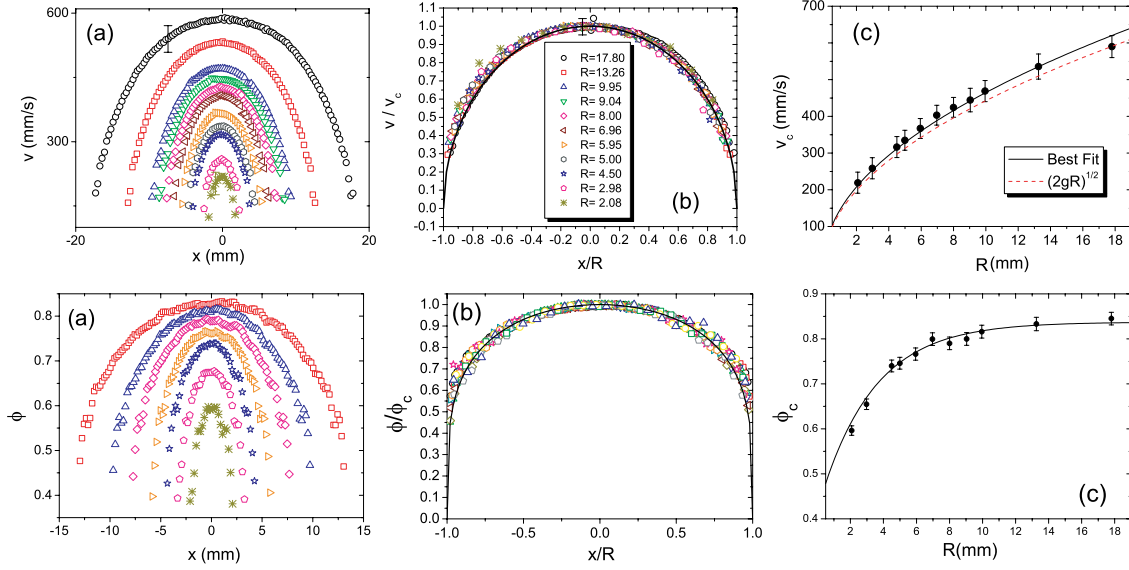 (a)
v (mm/s)
600
300
-20
0
20
x (mm)
v / v_c
1.1
1.0
0.9
0.8
0.7
0.6
0.5
0.4
0.3
0.2
0.1
0.0
-0.1
R=17.80
R=13.26
R= 9.95
R= 9.04
R= 8.00
R= 6.96
R= 5.95
R= 5.00
R= 4.50
R= 2.98
R= 2.08
(b)
-1.0 -0.8 -0.6 -0.4 -0.2 0.0 0.2 0.4 0.6 0.8 1.0
x/R
(c)
v_c (mm/s)
700
400
300
200
100
Best Fit
(2gR)^1/2
2 4 6 8 10 12 14 16 18
R(mm)
(a)
ϕ
0.8
0.7
0.6
0.5
0.4
-15 -10 -5 0 5 10 15
x (mm)
(b)
ϕ/ϕ_c
1.0
0.9
0.8
0.7
0.6
0.5
0.4
0.3
0.2
0.1
0.0
-1.0 -0.5 0.0 0.5 1.0
x/R
ϕ_c
0.9
0.8
0.7
0.6
0.5
0.4
(c)
2 4 6 8 10 12 14 16 18
R(mm)